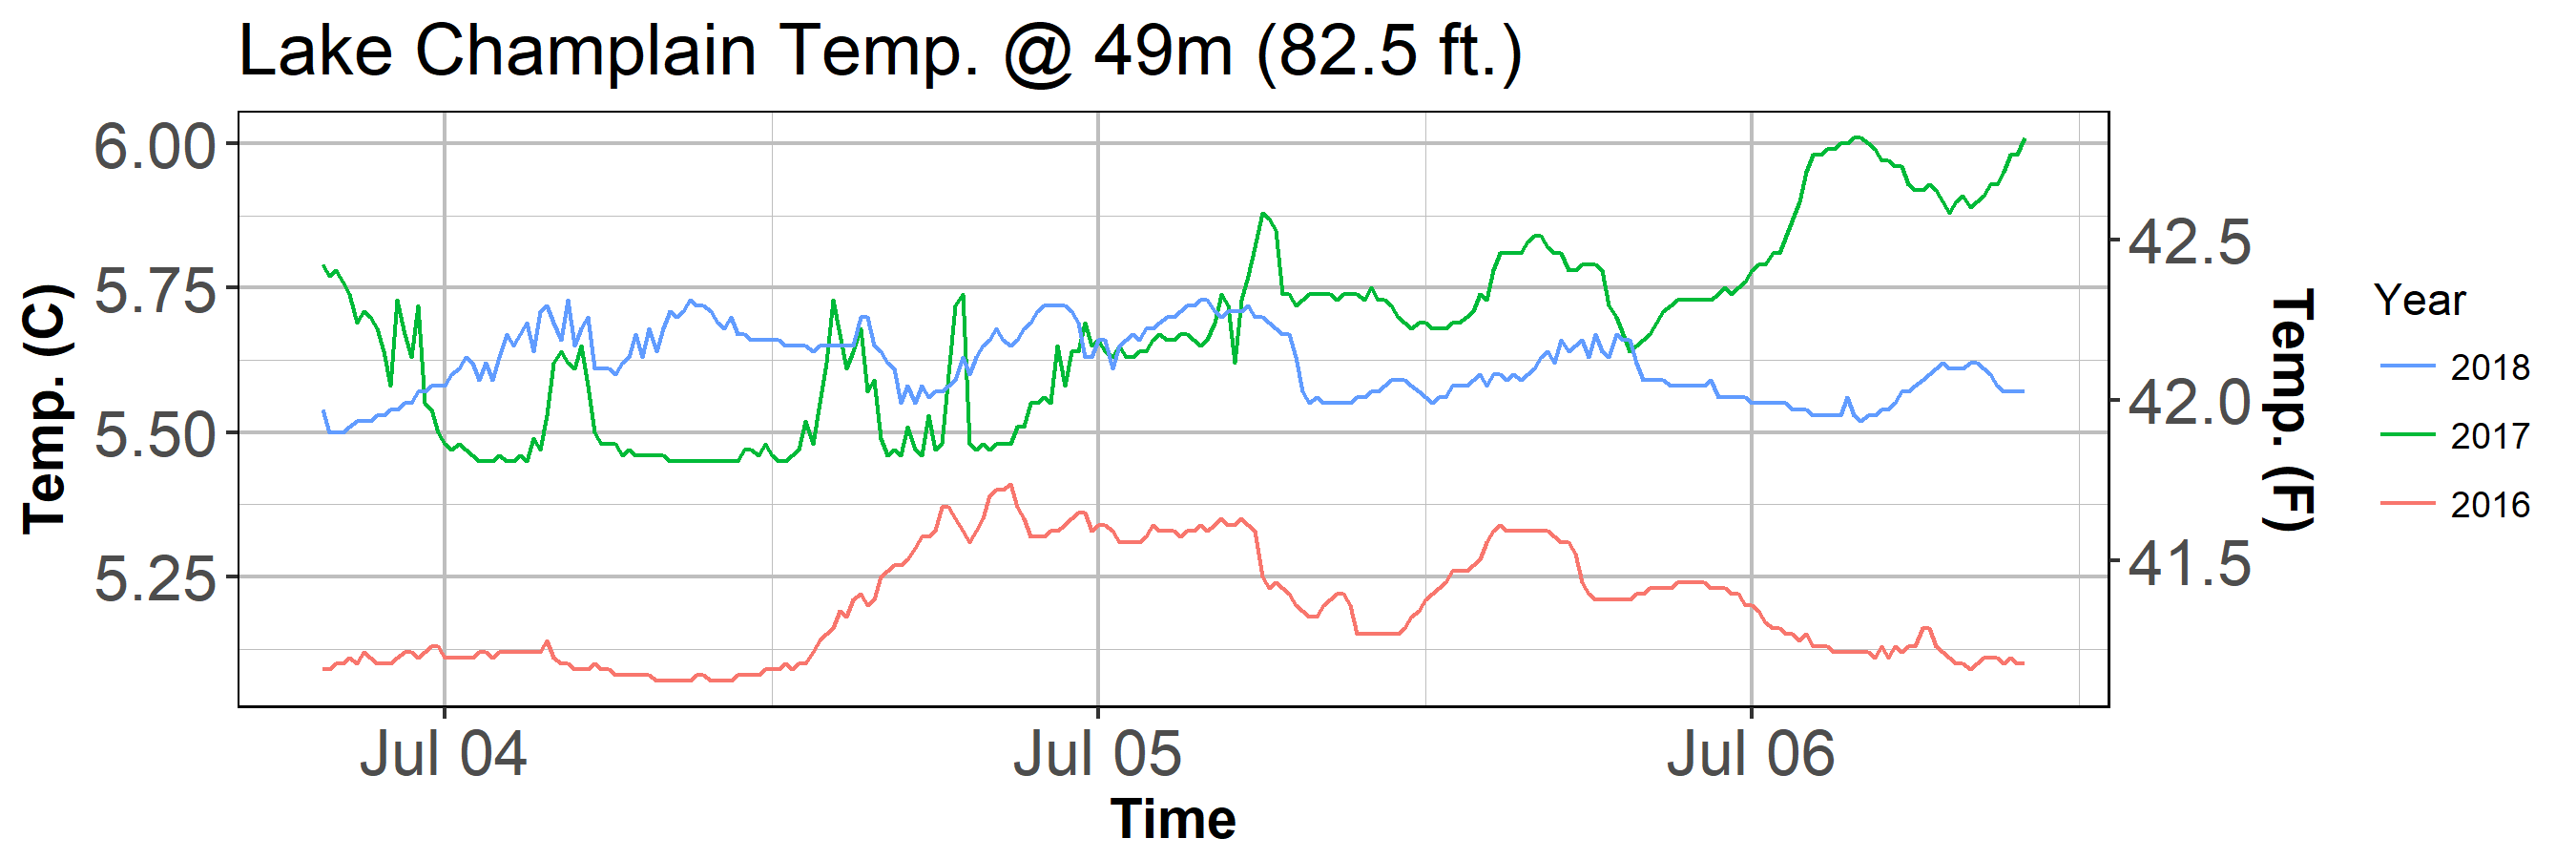 Lake Champlain Temp. @ 49m (82.5 ft.)
6.00
5.75
5.50
5.25
Temp. (C)
42.5
42.0
41.5
Temp. (F)
Jul 04
Jul 05
Jul 06
Time
Year
2018
2017
2016